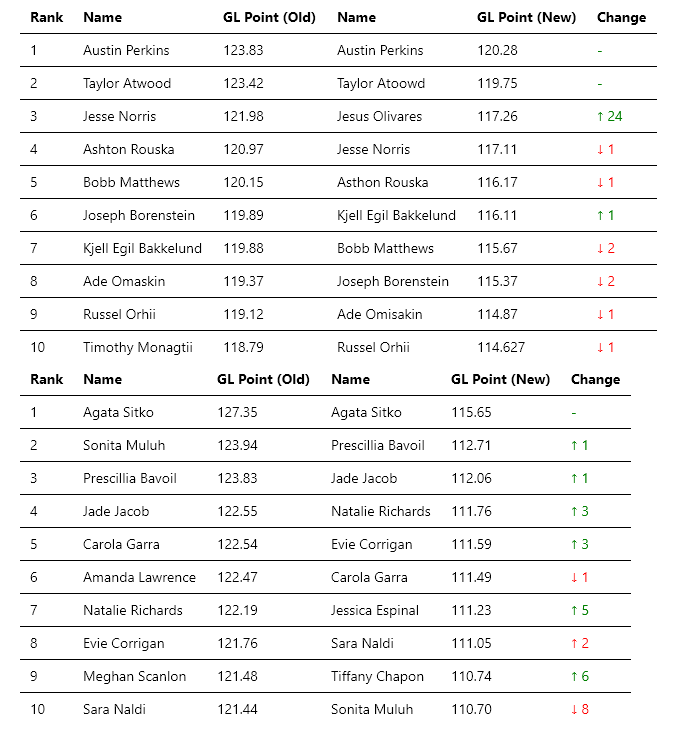 Rank Name GL Point (Old) Name GL Point (New) Change
1 Austin Perkins 123.83 Austin Perkins 120.28 -
2 Taylor Atwood 123.42 Taylor Atoowd 119.75 -
3 Jesse Norris 121.98 Jesus Olivares 117.26 ↑ 24
4 Ashton Rouska 120.97 Jesse Norris 117.11 ↓ 1
5 Bobb Matthews 120.15 Asthon Rouska 116.17 ↓ 1
6 Joseph Borenstein 119.89 Kjell Egil Bakkelund 116.11 ↑ 1
7 Kjell Egil Bakkelund 119.88 Bobb Matthews 115.67 ↓ 2
8 Ade Omaskin 119.37 Joseph Borenstein 115.37 ↓ 2
9 Russel Orhii 119.12 Ade Omisakin 114.87 ↓ 1
10 Timothy Monagtii 118.79 Russel Orhii 114.627 ↓ 1
Rank Name GL Point (Old) Name GL Point (New) Change
1 Agata Sitko 127.35 Agata Sitko 115.65 -
2 Sonita Muluh 123.94 Prescillia Bavoil 112.71 ↑ 1
3 Prescillia Bavoil 123.83 Jade Jacob 112.06 ↑ 1
4 Jade Jacob 122.55 Natalie Richards 111.76 ↑ 3
5 Carola Garra 122.54 Evie Corrigan 111.59 ↑ 3
6 Amanda Lawrence 122.47 Carola Garra 111.49 ↓ 1
7 Natalie Richards 122.19 Jessica Espinal 111.23 ↑ 5
8 Evie Corrigan 121.76 Sara Naldi 111.05 ↑ 2
9 Meghan Scanlon 121.48 Tiffany Chapon 110.74 ↑ 6
10 Sara Naldi 121.44 Sonita Muluh 110.70 ↓ 8